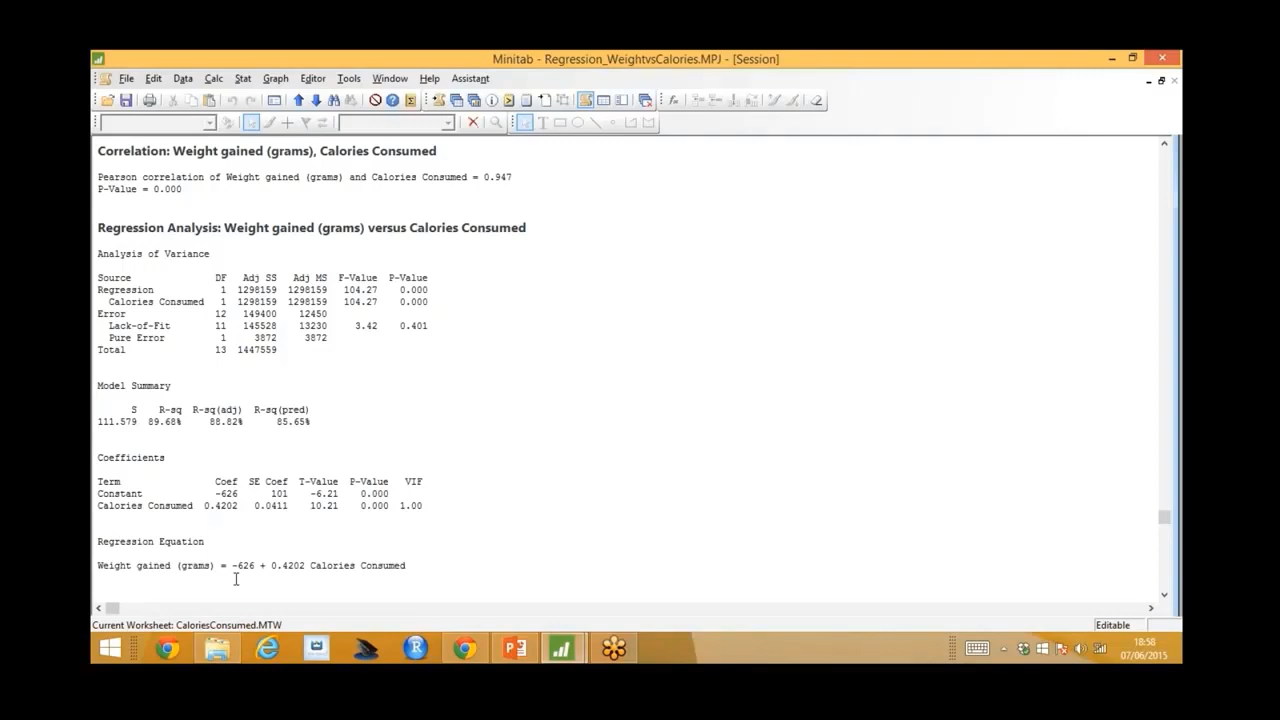 Minitab - Regression_WeightvsCalories.MPJ - [Session]
File Edit Data Calc Stat Graph Editor Tools Window Help Assistant
Correlation: Weight gained (grams), Calories Consumed
Pearson correlation of Weight gained (grams) and Calories Consumed = 0.947
P-Value = 0.000
Regression Analysis: Weight gained (grams) versus Calories Consumed
Analysis of Variance
Source DF Adj SS Adj MS F-Value P-Value
Regression 1 1298159 1298159 104.27 0.000
Calories Consumed 1 1298159 1298159 104.27 0.000
Error 12 149400 12450
Lack-of-Fit 11 145528 13230 3.42 0.401
Pure Error 1 3872 3872
Total 13 1447559
Model Summary
S R-sq R-sq(adj) R-sq(pred)
111.579 89.68% 88.82% 85.65%
Coefficients
Term Coef SE Coef T-Value P-Value VIF
Constant -626 101 -6.21 0.000
Calories Consumed 0.4202 0.0411 10.21 0.000 1.00
Regression Equation
Weight gained (grams) = -626 + 0.4202 Calories Consumed
Current Worksheet: CaloriesConsumed.MTW
Editable
18:58
07/06/2015